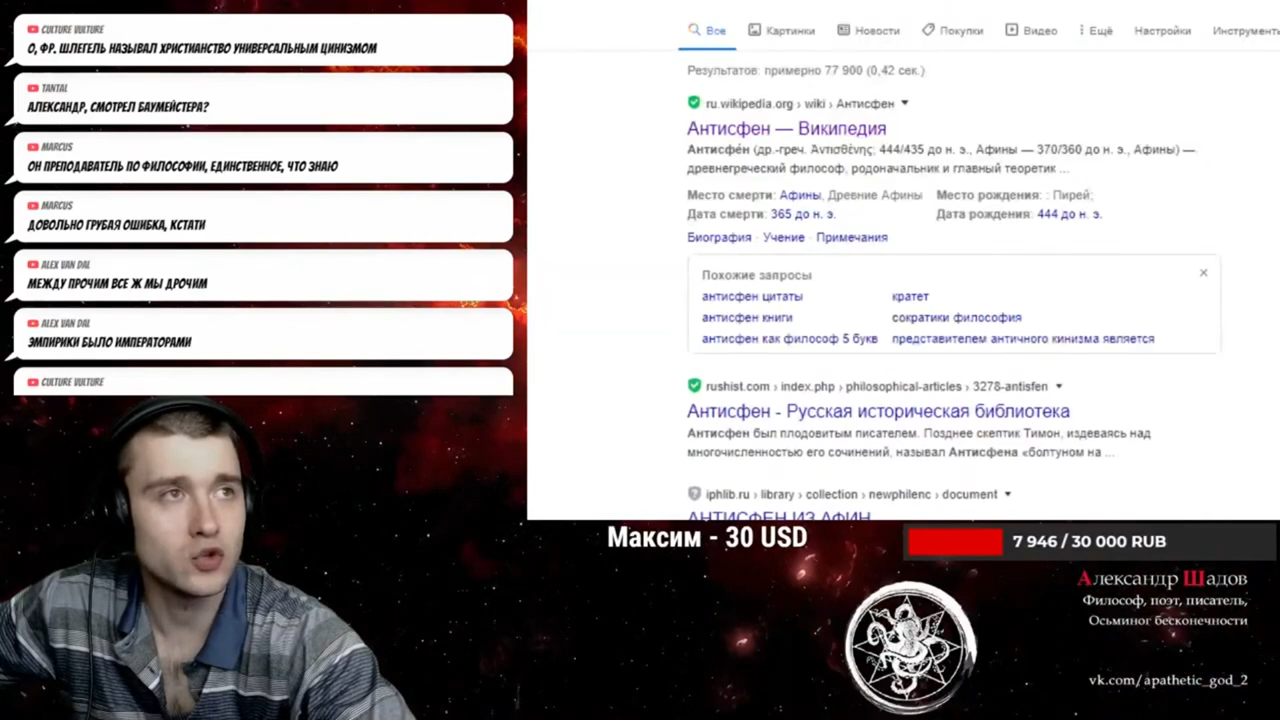 CULTURE VULTURE
О, ФР. ШЛЕГЕЛЬ НАЗЫВАЛ ХРИСТИАНСТВО УНИВЕРСАЛЬНЫМ ЦИНИЗМОМ
TANTAL
АЛЕКСАНДР, СМОТРЕЛ БАУМЕЙСТЕРА?
MARCUS
ОН ПРЕПОДАВАТЕЛЬ ПО ФИЛОСОФИИ, ЕДИНСТВЕННОЕ, ЧТО ЗНАЮ
MARCUS
ДОВОЛЬНО ГРУБАЯ ОШИБКА, КСТАТИ
ALEX VAN DAL
МЕЖДУ ПРОЧИМ ВСЕ Ж МЫ ДРОЧИМ
ALEX VAN DAL
ЭМПИРИКИ БЫЛО ИМПЕРАТОРАМИ
CULTURE VULTURE
Все Картинки Новости Покупки Видео Ещё Настройки Инструменты
Результатов: примерно 77 900 (0,42 сек.)
ru.wikipedia.org › wiki › Антисфен
Антисфен — Википедия
Антисфе́н (др.-греч. Ἀντισθένης; 444/435 до н. э., Афины — 370/360 до н. э., Афины) —
древнегреческий философ, родоначальник и главный теоретик ...
Место смерти: Афины, Древние Афины Место рождения: : Пирей;
Дата смерти: 365 до н. э. Дата рождения: 444 до н. э.
Биография · Учение · Примечания
Похожие запросы
антисфен цитаты кратет
антисфен книги сократики философия
антисфен как философ 5 букв представителем античного кинизма является
rushist.com › index.php › philosophical-articles › 3278-antisfen
Антисфен - Русская историческая библиотека
Антисфен был плодовитым писателем. Позднее скептик Тимон, издеваясь над
многочисленностью его сочинений, называл Антисфена «болтуном на ...
iphlib.ru › library › collection › newphilenc › document
АНТИСФЕН ИЗ АФИН
Максим - 30 USD
7 946 / 30 000 RUB
Александр Шадов
Философ, поэт, писатель,
Осьминог бесконечности
vk.com/apathetic_god_2